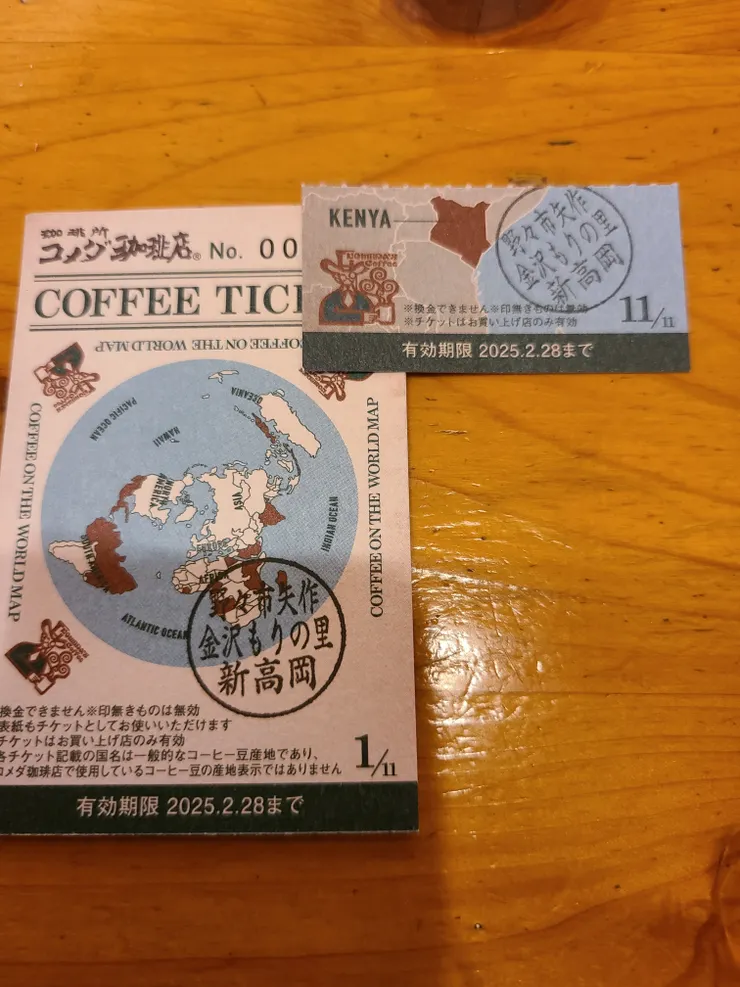 珈琲所
コメダ珈琲店® No. 00
COFFEE TIC
COFFEE ON THE WORLD MAP
COFFEE ON THE WORLD MAP
COFFEE ON THE WORLD MAP
PACIFIC OCEAN
HAWAII
OCEANIA
NORTH AMERICA
ASIA
INDIAN OCEAN
EUROPE
AFRICA
ATLANTIC OCEAN
野々市矢作
金沢もりの里
新高岡
換金できません※印無きものは無効
表紙もチケットとしてお使いいただけます
チケットはお買い上げ店のみ有効
各チケット記載の国名は一般的なコーヒー豆産地であり、
コメダ珈琲店で使用しているコーヒー豆の産地表示ではありません
1/11
有効期限 2025.2.28まで
KENYA
野々市矢作
金沢もりの里
新高岡
※換金できません※印無きものは無効
※チケットはお買い上げ店のみ有効
11/11
有効期限 2025.2.28まで